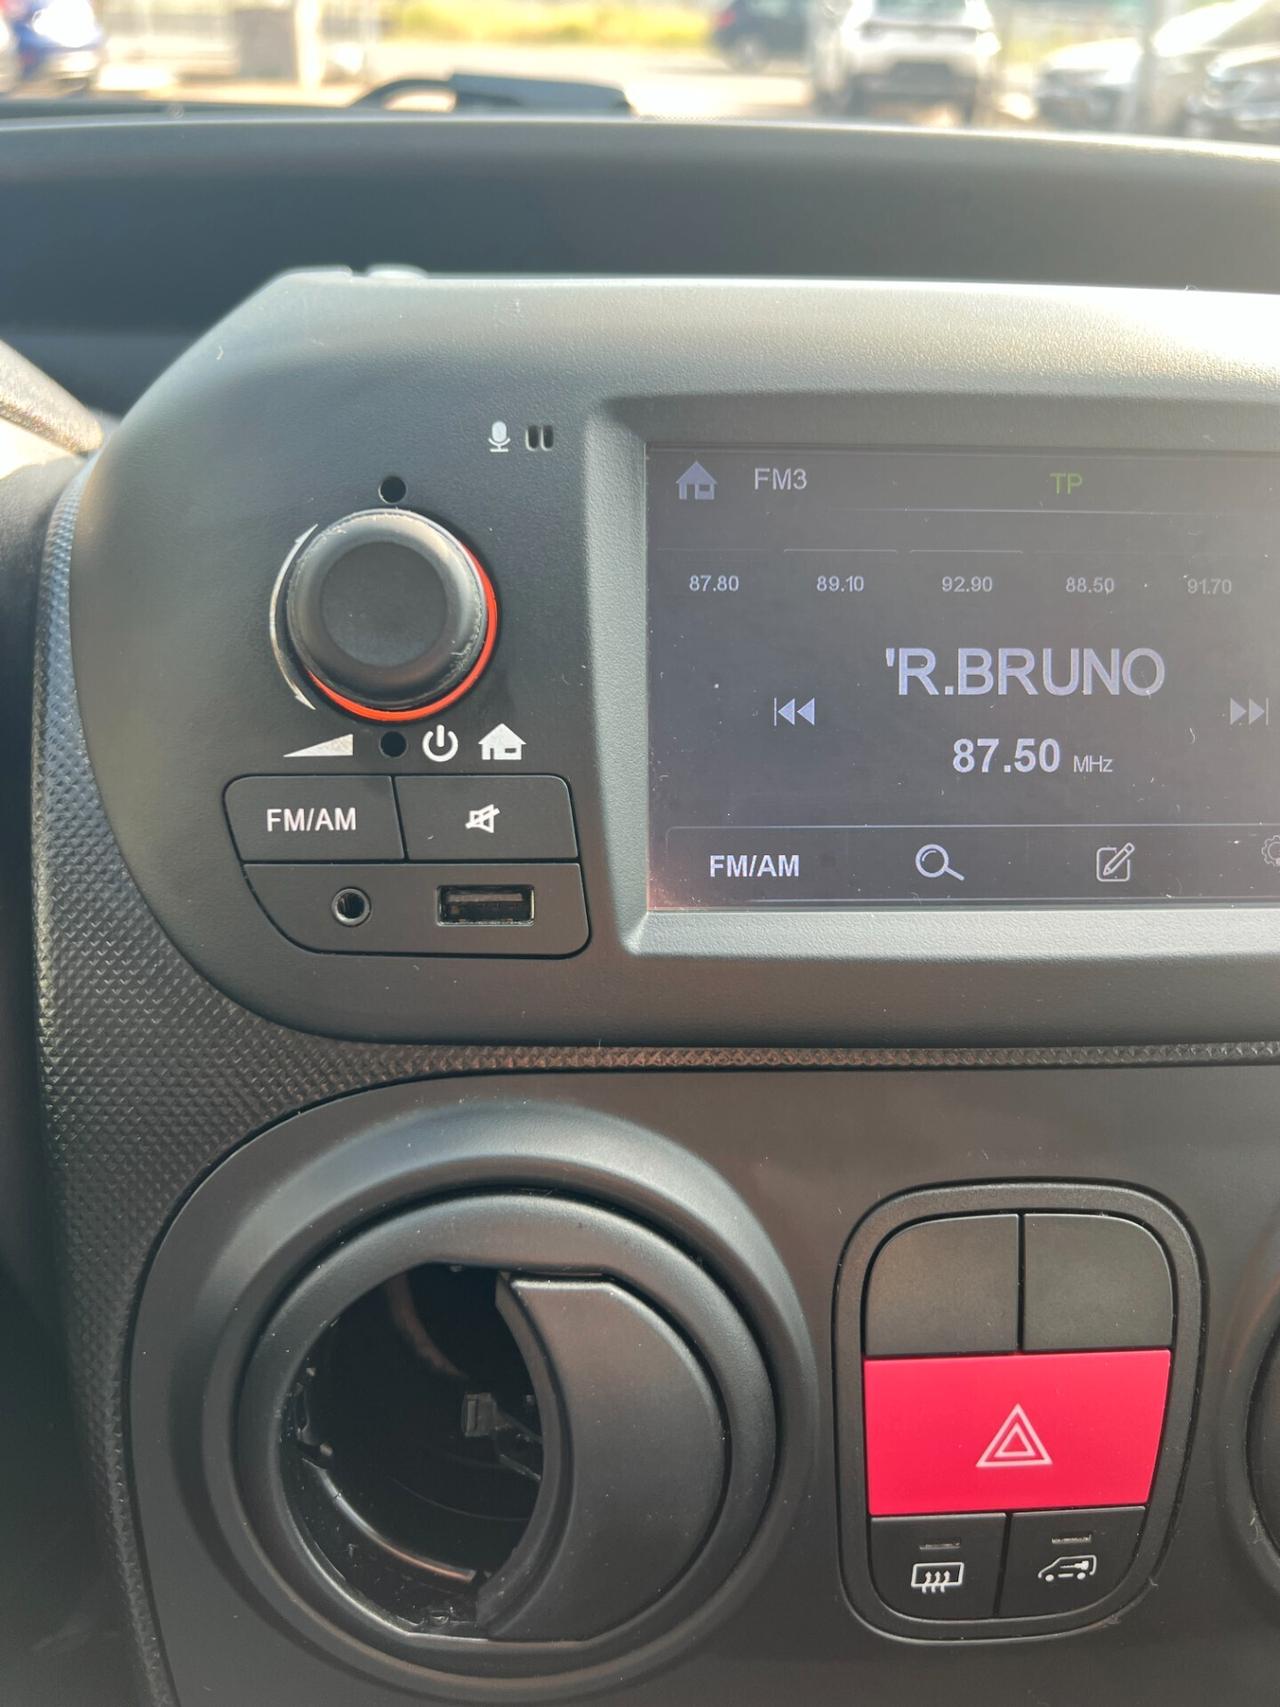 FM3 TP
87.80 89.10 92.90 88.50 91.70
'R.BRUNO
87.50 MHz
FM/AM
FM/AM